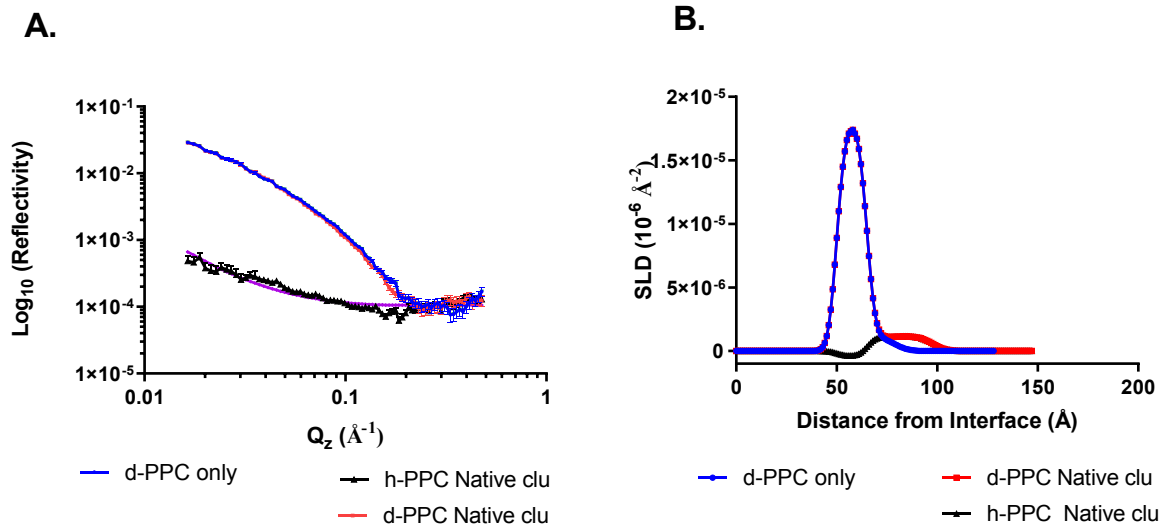 A.
Log₁₀ (Reflectivity)
1×10⁻¹
1×10⁻²
1×10⁻³
1×10⁻⁴
1×10⁻⁵
0.01
0.1
1
Q_z (Å⁻¹)
d-PPC only
h-PPC Native clu
d-PPC Native clu
B.
SLD (10⁻⁶ Å⁻²)
2×10⁻⁵
1.5×10⁻⁵
1×10⁻⁵
5×10⁻⁶
0
0
50
100
150
200
Distance from Interface (Å)
d-PPC only
d-PPC Native clu
h-PPC Native clu